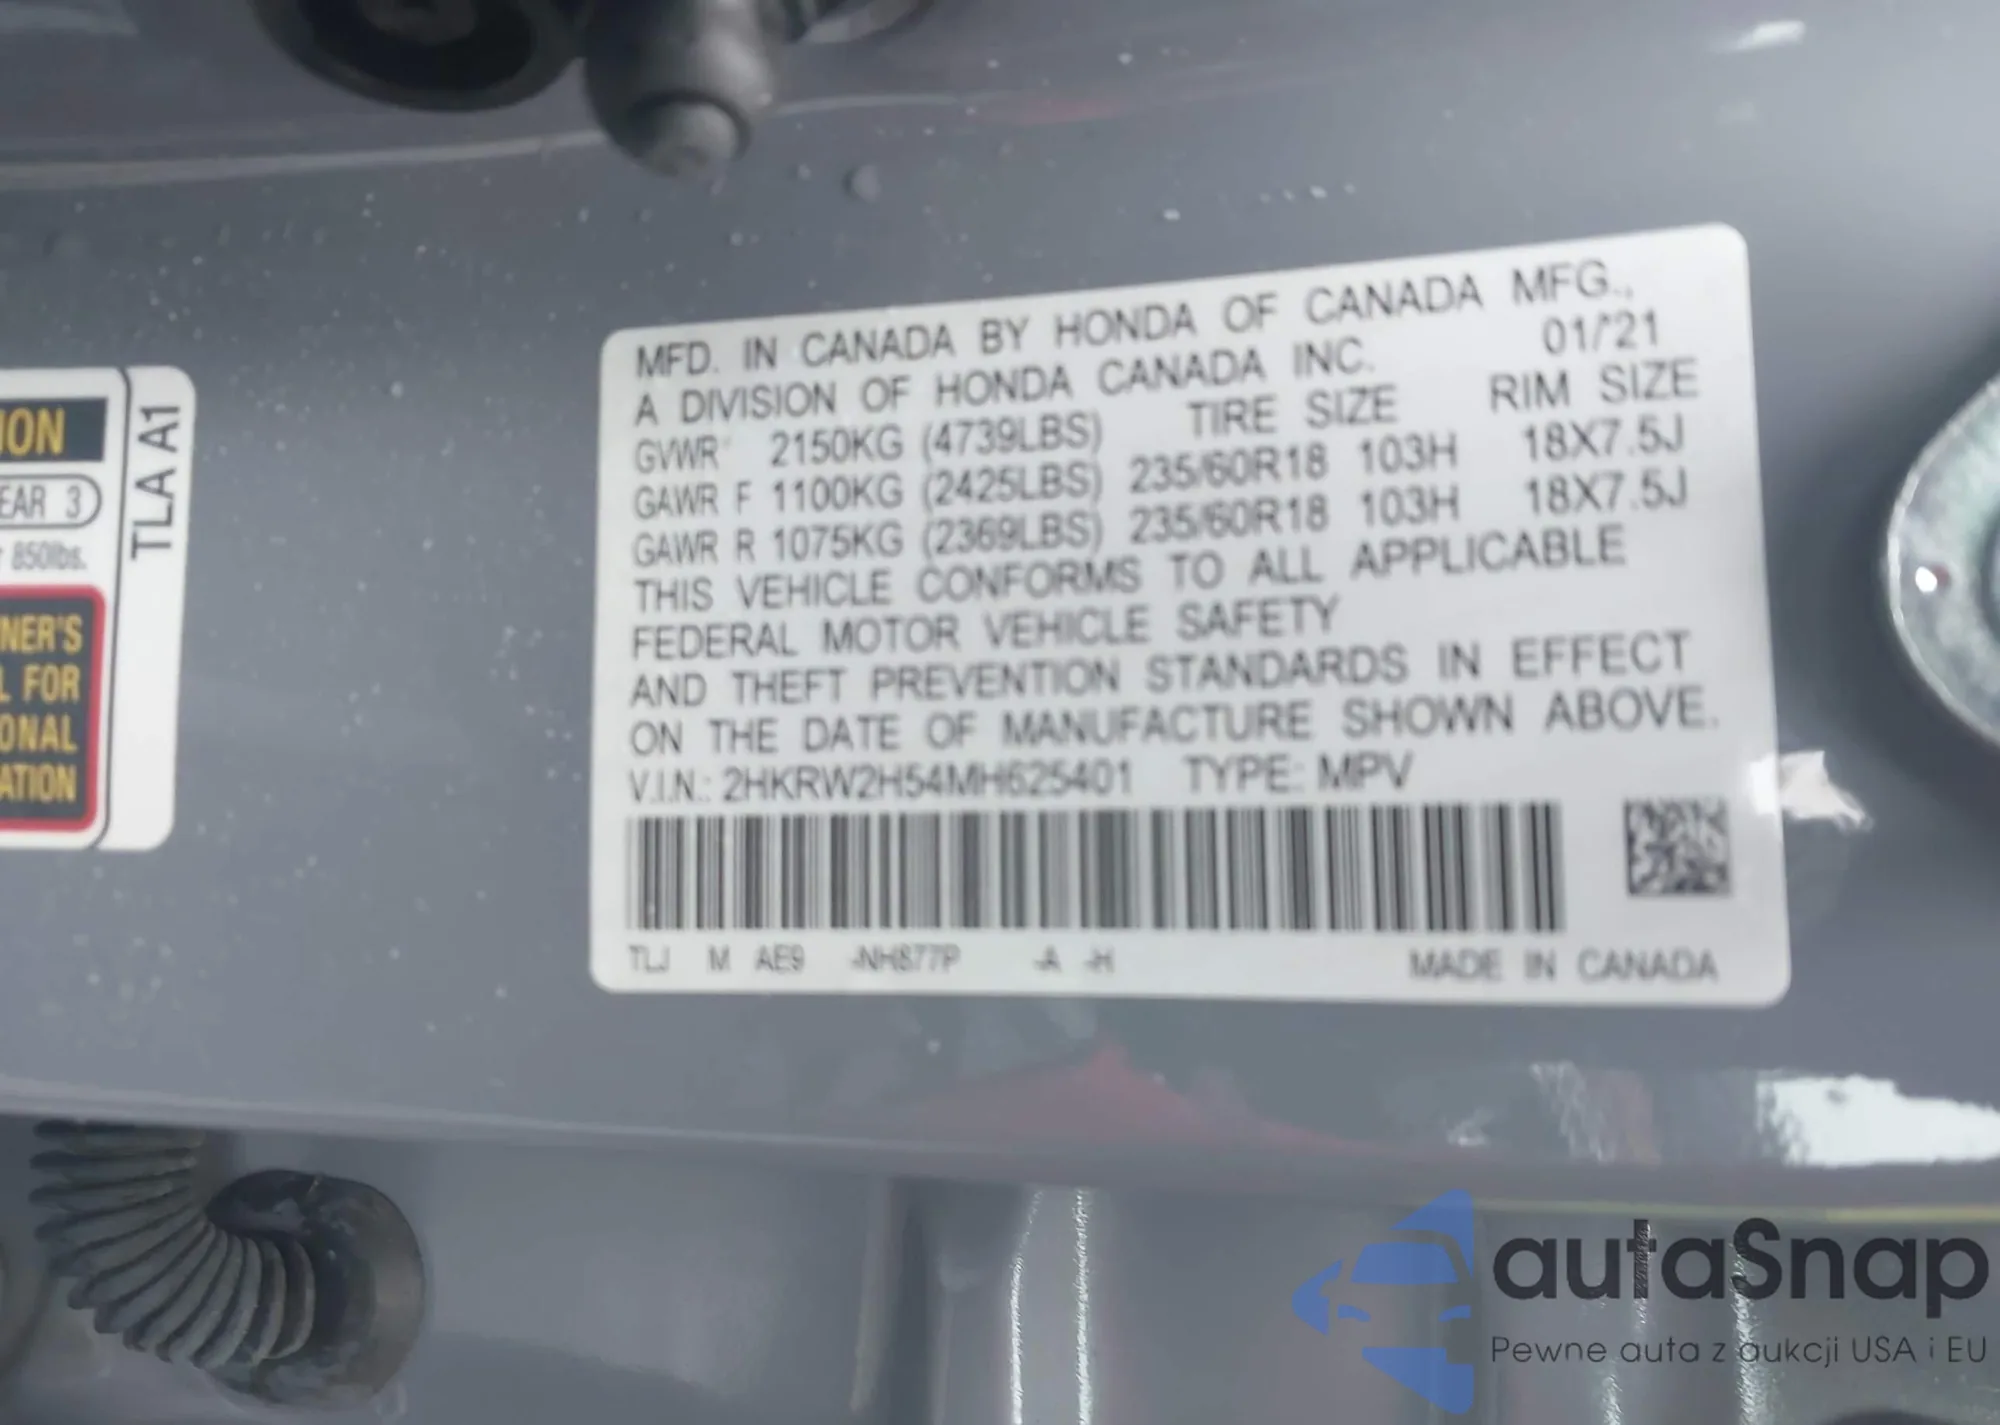 ION
EAR 3
850lbs.
NER'S
L FOR
ONAL
ATION
TLA A1
MFD. IN CANADA BY HONDA OF CANADA MFG.,
A DIVISION OF HONDA CANADA INC. 01/'21
GVWR 2150KG (4739LBS) TIRE SIZE RIM SIZE
GAWR F 1100KG (2425LBS) 235/60R18 103H 18X7.5J
GAWR R 1075KG (2369LBS) 235/60R18 103H 18X7.5J
THIS VEHICLE CONFORMS TO ALL APPLICABLE
FEDERAL MOTOR VEHICLE SAFETY
AND THEFT PREVENTION STANDARDS IN EFFECT
ON THE DATE OF MANUFACTURE SHOWN ABOVE.
V.I.N.: 2HKRW2H54MH625401 TYPE: MPV
TLJ M AE9 -NH877P -A -H MADE IN CANADA
autaSnap
Pewne auta z aukcji USA i EU